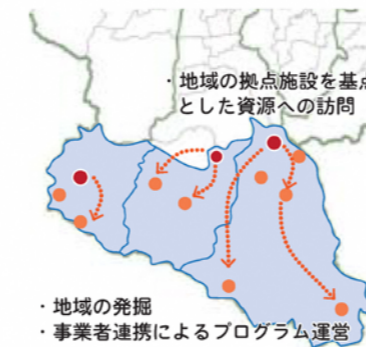 ・地域の拠点施設を基点
とした資源への訪問
・地域の発掘
・事業者連携によるプログラム運営